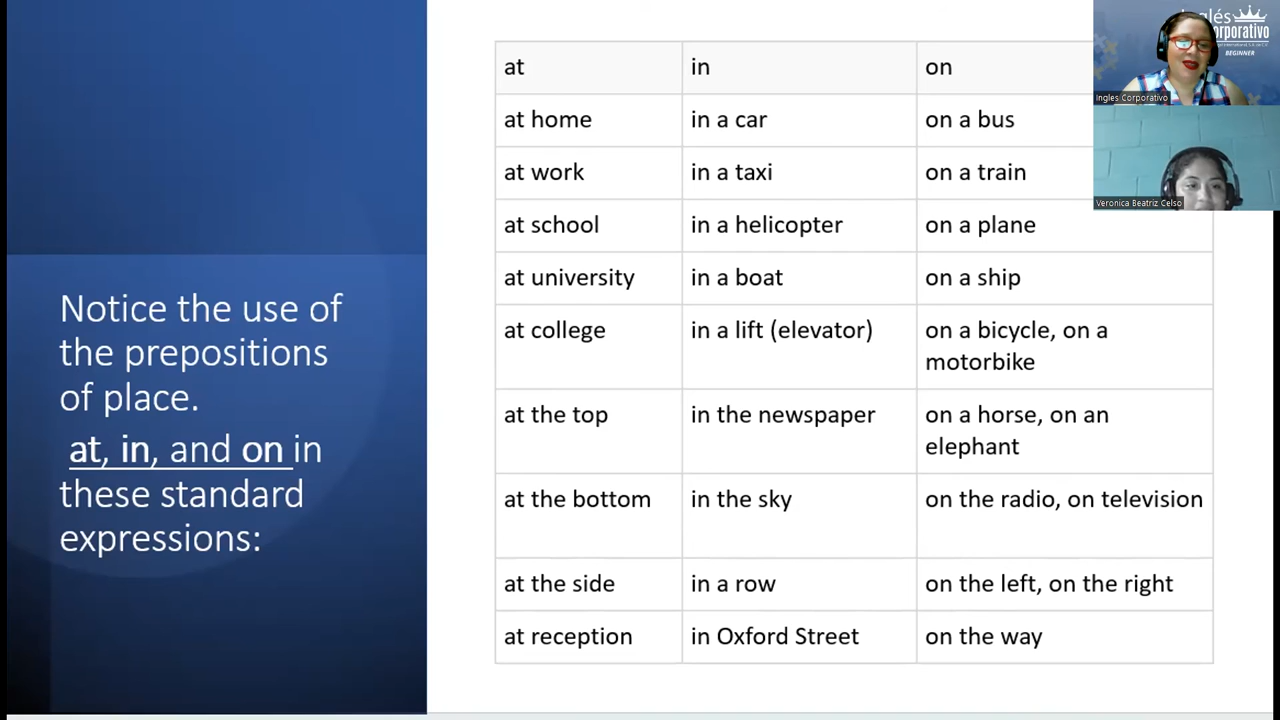 Notice the use of
the prepositions
of place.
at, in, and on in
these standard
expressions:
at in on
at home in a car on a bus
at work in a taxi on a train
at school in a helicopter on a plane
at university in a boat on a ship
at college in a lift (elevator) on a bicycle, on a
motorbike
at the top in the newspaper on a horse, on an
elephant
at the bottom in the sky on the radio, on television
at the side in a row on the left, on the right
at reception in Oxford Street on the way
BEGINNER
Ingles Corporativo
Veronica Beatriz Celso